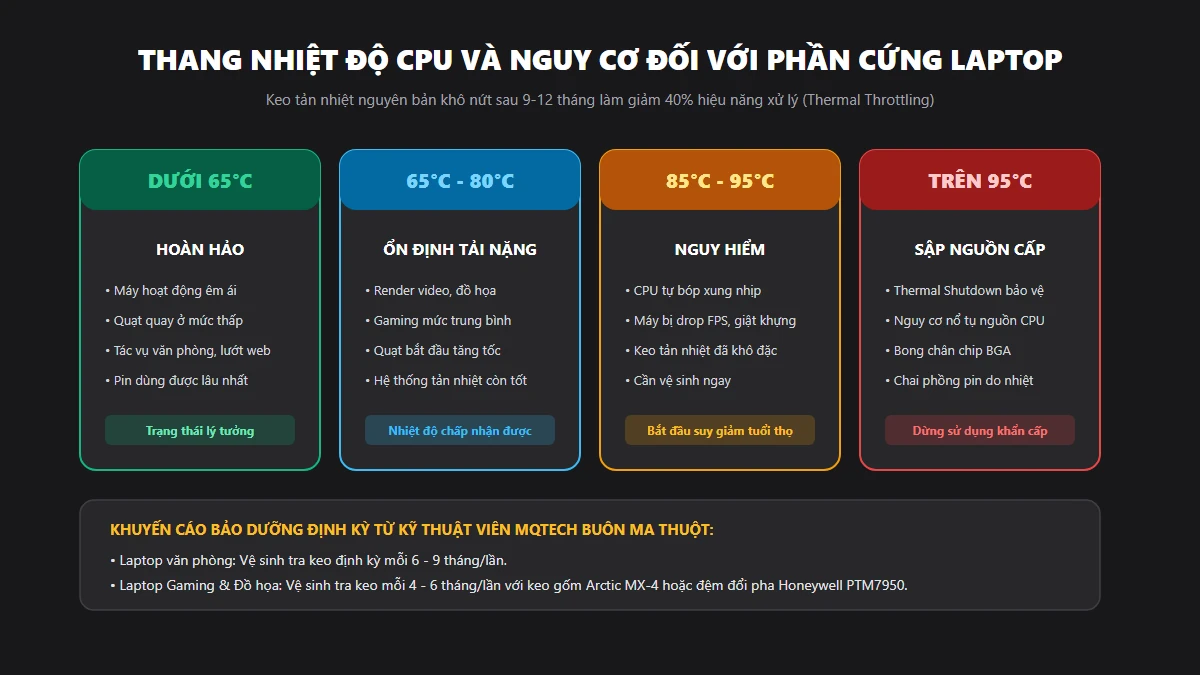 THANG NHIỆT ĐỘ CPU VÀ NGUY CƠ ĐỐI VỚI PHẦN CỨNG LAPTOP
Keo tản nhiệt nguyên bản khô nứt sau 9-12 tháng làm giảm 40% hiệu năng xử lý (Thermal Throttling)
DƯỚI 65°C
HOÀN HẢO
• Máy hoạt động êm ái
• Quạt quay ở mức thấp
• Tác vụ văn phòng, lướt web
• Pin dùng được lâu nhất
Trạng thái lý tưởng
65°C - 80°C
ỔN ĐỊNH TẢI NẶNG
• Render video, đồ họa
• Gaming mức trung bình
• Quạt bắt đầu tăng tốc
• Hệ thống tản nhiệt còn tốt
Nhiệt độ chấp nhận được
85°C - 95°C
NGUY HIỂM
• CPU tự bóp xung nhịp
• Máy bị drop FPS, giật khựng
• Keo tản nhiệt đã khô đặc
• Cần vệ sinh ngay
Bắt đầu suy giảm tuổi thọ
TRÊN 95°C
SẬP NGUỒN CẤP
• Thermal Shutdown bảo vệ
• Nguy cơ nổ tụ nguồn CPU
• Bong chân chip BGA
• Chai phồng pin do nhiệt
Dừng sử dụng khẩn cấp
KHUYẾN CÁO BẢO DƯỠNG ĐỊNH KỲ TỪ KỸ THUẬT VIÊN MQTECH BUÔN MA THUỘT:
• Laptop văn phòng: Vệ sinh tra keo định kỳ mỗi 6 - 9 tháng/lần.
• Laptop Gaming & Đồ họa: Vệ sinh tra keo mỗi 4 - 6 tháng/lần với keo gốm Arctic MX-4 hoặc đệm đổi pha Honeywell PTM7950.